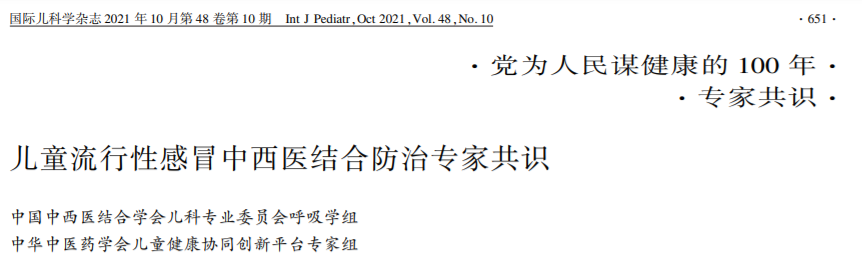 国际儿科学杂志 2021 年 10 月第 48 卷第 10 期 Int J Pediatr,Oct 2021,Vol. 48,No. 10 ·651·
·党为人民谋健康的 100 年·
·专家共识·
儿童流行性感冒中西医结合防治专家共识
中国中西医结合学会儿科专业委员会呼吸学组
中华中医药学会儿童健康协同创新平台专家组